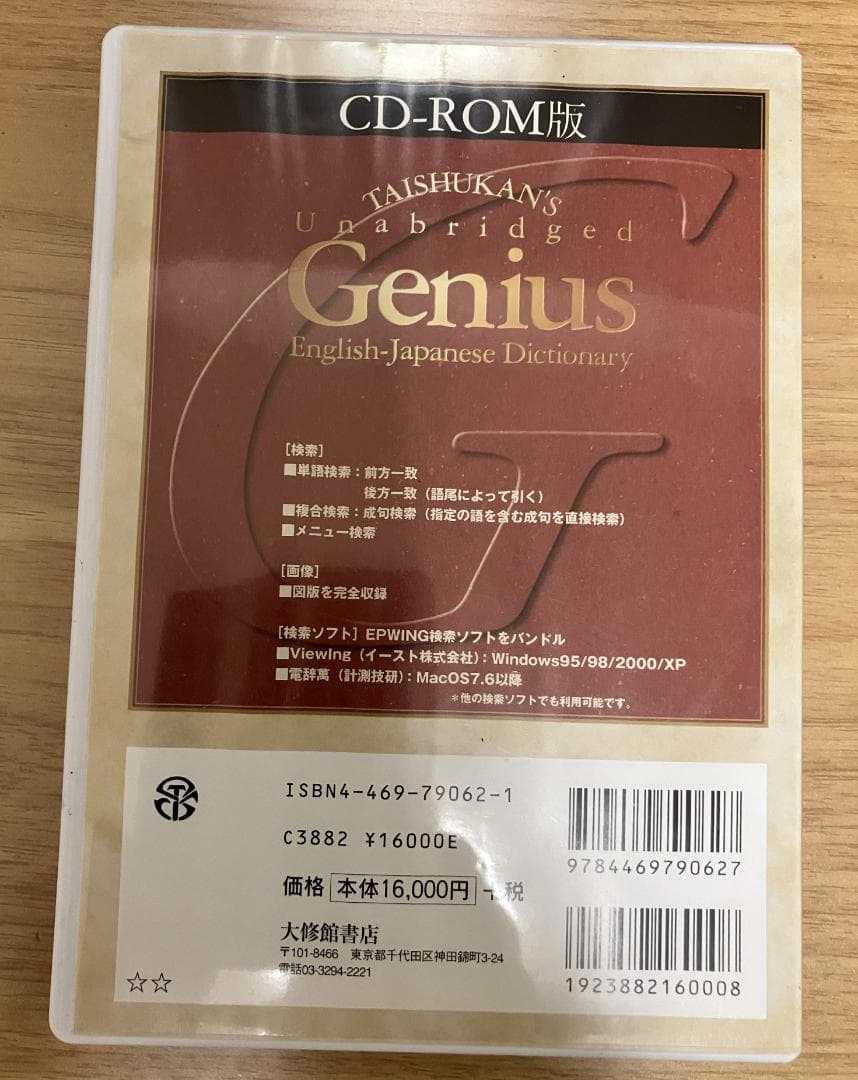 CD-ROM版
TAISHUKAN'S
Unabridged
Genius
English-Japanese Dictionary
［検索］
■単語検索：前方一致
後方一致（語尾によって引く）
■複合検索：成句検索（指定の語を含む成句を直接検索）
■メニュー検索
［画像］
■図版を完全収録
［検索ソフト］EPWING検索ソフトをバンドル
■ViewIng（イースト株式会社）：Windows95/98/2000/XP
■電辞萬（計測技研）：MacOS7.6以降
＊他の検索ソフトでも利用可能です。
ISBN4-469-79062-1
C3882 ¥16000E
9784469790627
価格 本体16,000円 ＋税
大修館書店
〒101-8466 東京都千代田区神田錦町3-24
電話03-3294-2221
1923882160008
☆☆